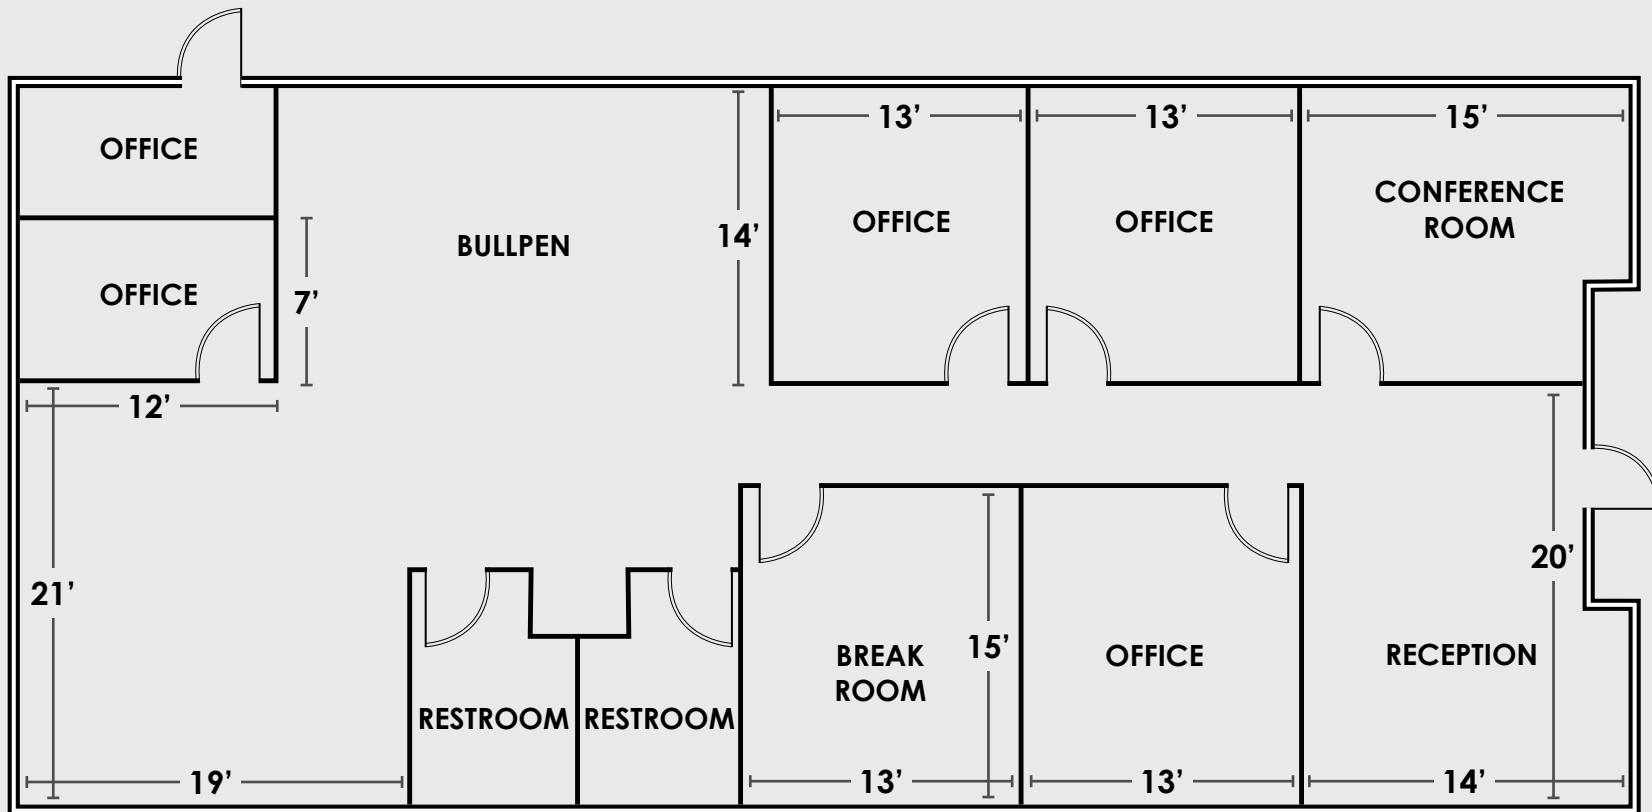 13’
13’
15’
OFFICE
CONFERENCE
ROOM
OFFICE
OFFICE
BULLPEN
14’
OFFICE
7’
12’
20’
21’
15’
BREAK
ROOM
OFFICE
RECEPTION
RESTROOM
RESTROOM
19’
13’
13’
14’